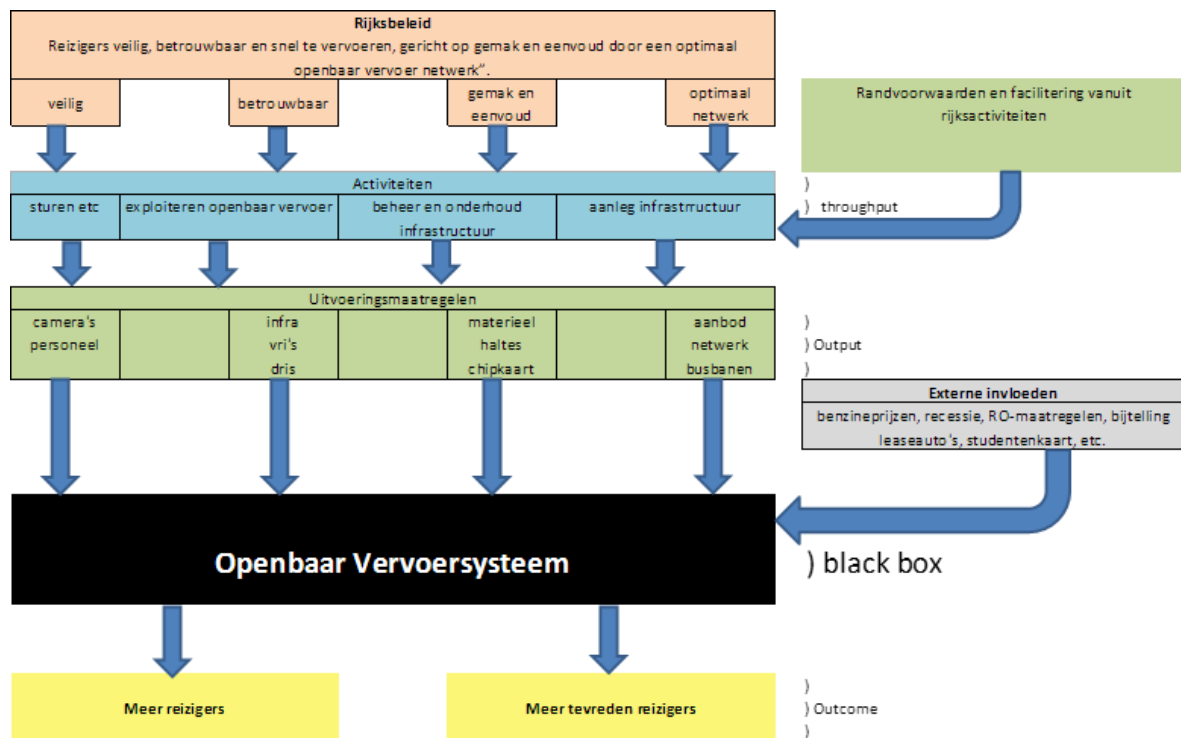 Rijksbeleid
Reizigers veilig, betrouwbaar en snel te vervoeren, gericht op gemak en eenvoud door een optimaal
openbaar vervoer netwerk".
veilig
betrouwbaar
gemak en
eenvoud
optimaal
netwerk
Randvoorwaarden en facilitering vanuit
rijksactiviteiten
Activiteiten
)
sturen etc
exploiteren openbaar vervoer
beheer en onderhoud
infrastructuur
aanleg infrastrructuur
) throughput
Uitvoeringsmaatregelen
camera's
personeel
infra
vri's
dris
materieel
haltes
chipkaart
aanbod
netwerk
busbanen
)
) Output
)
Externe invloeden
benzineprijzen, recessie, RO-maatregelen, bijtelling
leaseauto's, studentenkaart, etc.
Openbaar Vervoersysteem
) black box
Meer reizigers
Meer tevreden reizigers
)
) Outcome
)